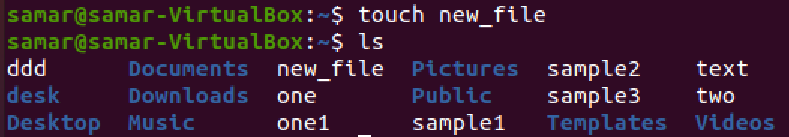 samar@samar-VirtualBox:~$ touch new_file
samar@samar-VirtualBox:~$ ls
ddd Documents new_file Pictures sample2 text
desk Downloads one Public sample3 two
Desktop Music one1 sample1 Templates Videos